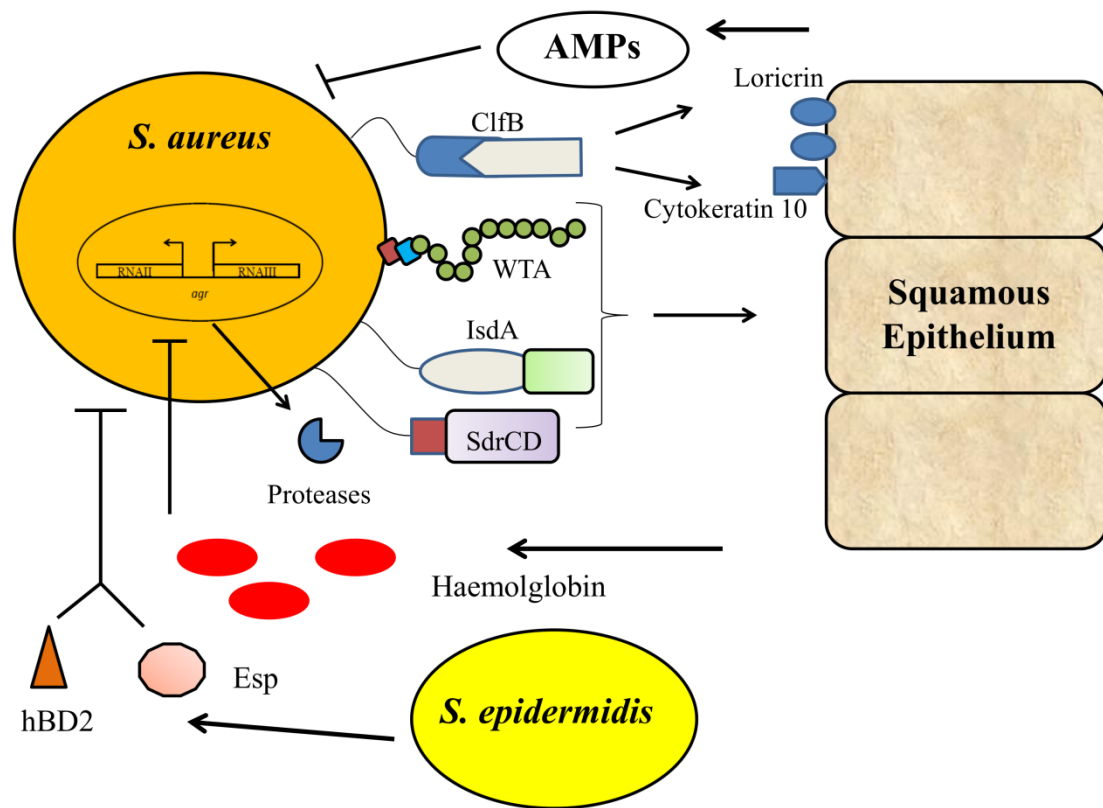 AMPs
Loricrin
ClfB
S. aureus
Cytokeratin 10
WTA
RNAII
RNAIII
agr
Squamous
Epithelium
IsdA
SdrCD
Proteases
Haemolglobin
Esp
hBD2
S. epidermidis